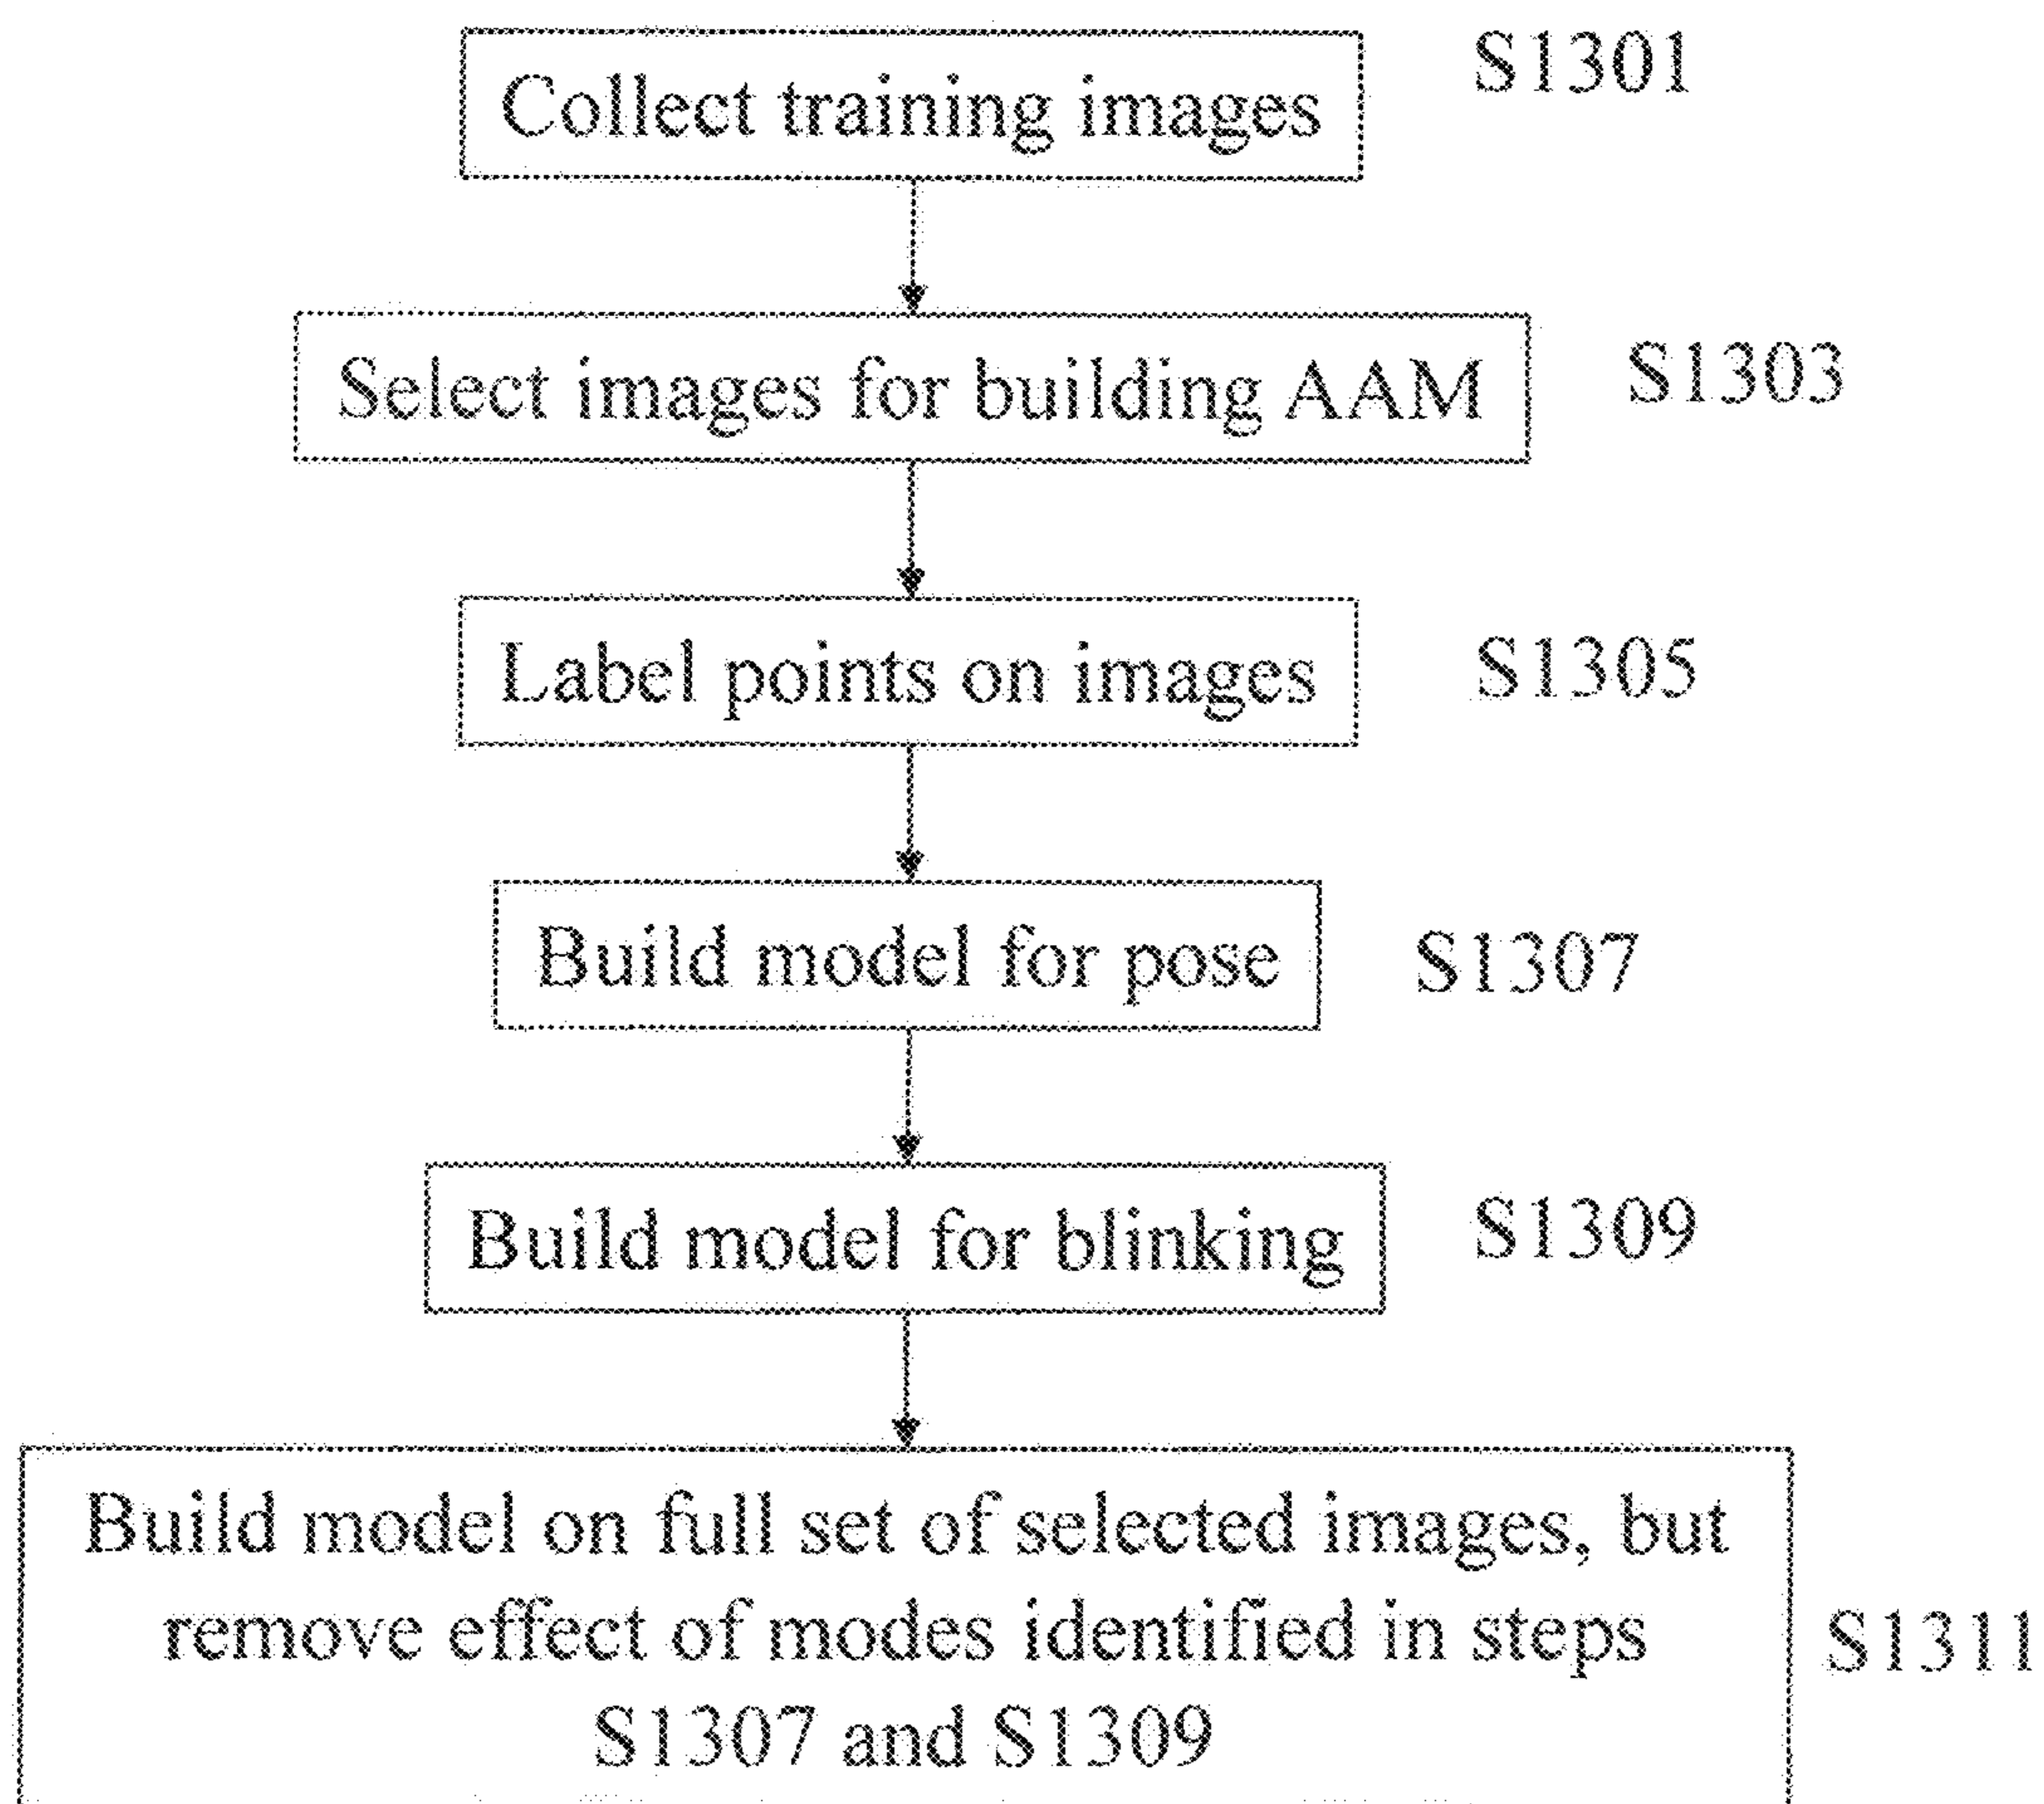 Collect training images
S1301
Select images for building AAM
S1303
Label points on images
S1305
Build model for pose
S1307
Build model for blinking
S1309
Build model on full set of selected images, but
remove effect of modes identified in steps
S1307 and S1309
S1311